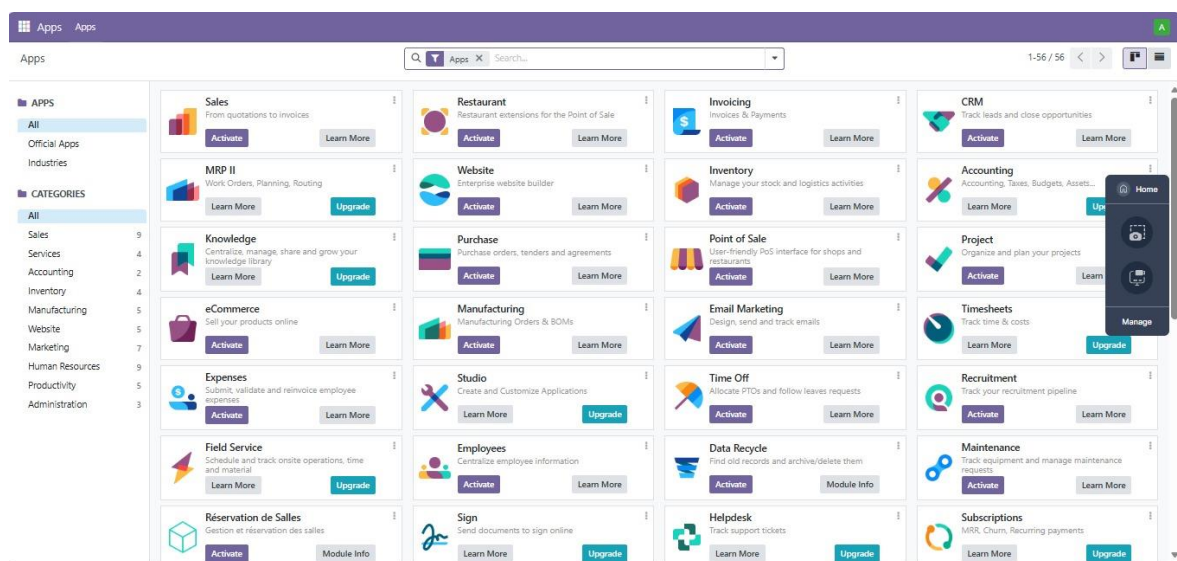 Apps Apps A
Apps
Apps Search...
1-56 / 56
APPS
All
Official Apps
Industries
CATEGORIES
All
Sales 9
Services 4
Accounting 2
Inventory 4
Manufacturing 5
Website 5
Marketing 7
Human Resources 9
Productivity 5
Administration 3
Sales
From quotations to invoices
Activate Learn More
Restaurant
Restaurant extensions for the Point of Sale
Activate Learn More
Invoicing
Invoices & Payments
Activate Learn More
CRM
Track leads and close opportunities
Activate Learn More
MRP II
Work Orders, Planning, Routing
Learn More Upgrade
Website
Enterprise website builder
Activate Learn More
Inventory
Manage your stock and logistics activities
Activate Learn More
Accounting
Accounting, Taxes, Budgets, Assets...
Learn More
Knowledge
Centralize, manage, share and grow your
knowledge library
Learn More Upgrade
Purchase
Purchase orders, tenders and agreements
Activate Learn More
Point of Sale
User-friendly PoS interface for shops and
restaurants
Activate Learn More
Project
Organize and plan your projects
Activate Learn
eCommerce
Sell your products online
Activate Learn More
Manufacturing
Manufacturing Orders & BOMs
Activate Learn More
Email Marketing
Design, send and track emails
Activate Learn More
Timesheets
Track time & costs
Learn More Upgrade
Expenses
Submit, validate and reinvoice employee
expenses
Activate Learn More
Studio
Create and Customize Applications
Learn More Upgrade
Time Off
Allocate PTOs and follow leaves requests
Activate Learn More
Recruitment
Track your recruitment pipeline
Activate Learn More
Field Service
Schedule and track onsite operations, time
and material
Learn More Upgrade
Employees
Centralize employee information
Activate Learn More
Data Recycle
Find old records and archive/delete them
Activate Module Info
Maintenance
Track equipment and manage maintenance
requests
Activate Learn More
Réservation de Salles
Gestion et réservation des salles
Activate Module Info
Sign
Send documents to sign online
Learn More Upgrade
Helpdesk
Track support tickets
Learn More Upgrade
Subscriptions
MRR, Churn, Recurring payments
Learn More Upgrade
Home
Manage